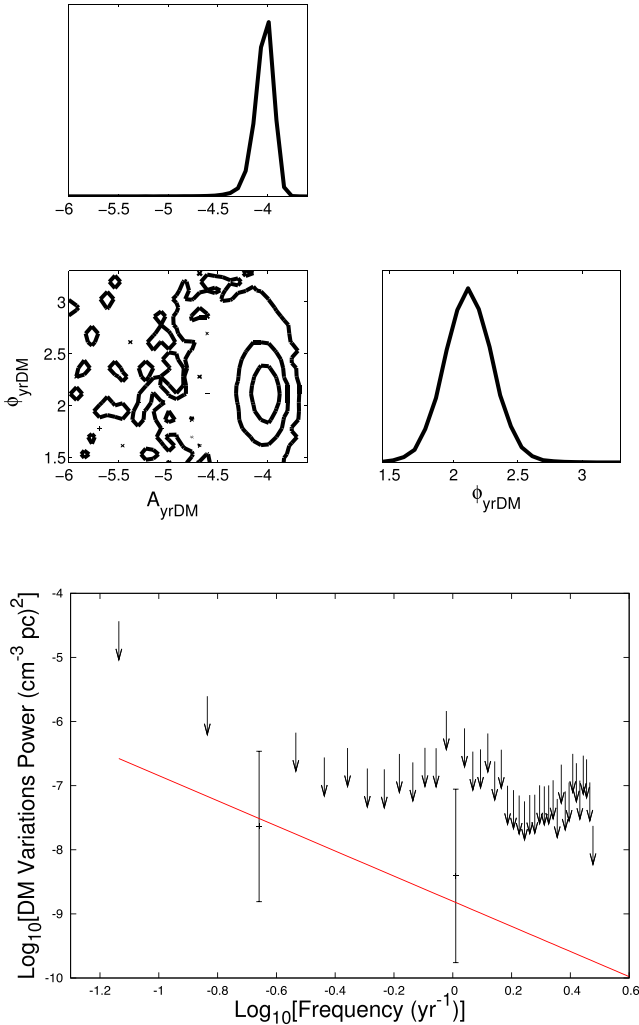 -6 -5.5 -5 -4.5 -4
3
2.5
2
1.5
ϕyrDM
-6 -5.5 -5 -4.5 -4
AyrDM
1.5 2 2.5 3
ϕyrDM
Log10[DM Variations Power (cm-3 pc)2]
-4
-5
-6
-7
-8
-9
-10
-1.2 -1 -0.8 -0.6 -0.4 -0.2 0 0.2 0.4 0.6
Log10[Frequency (yr-1)]